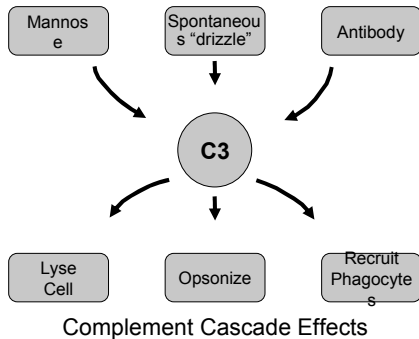 Mannos
e
Spontaneou
s “drizzle”
Antibody
C3
Lyse
Cell
Opsonize
Recruit
Phagocyte
s
Complement Cascade Effects